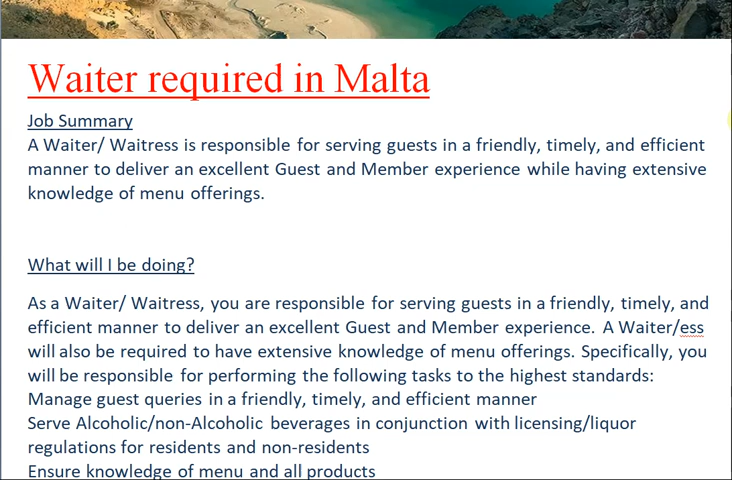 Waiter required in Malta
Job Summary
A Waiter/ Waitress is responsible for serving guests in a friendly, timely, and efficient
manner to deliver an excellent Guest and Member experience while having extensive
knowledge of menu offerings.
What will I be doing?
As a Waiter/ Waitress, you are responsible for serving guests in a friendly, timely, and
efficient manner to deliver an excellent Guest and Member experience. A Waiter/ess
will also be required to have extensive knowledge of menu offerings. Specifically, you
will be responsible for performing the following tasks to the highest standards:
Manage guest queries in a friendly, timely, and efficient manner
Serve Alcoholic/non-Alcoholic beverages in conjunction with licensing/liquor
regulations for residents and non-residents
Ensure knowledge of menu and all products